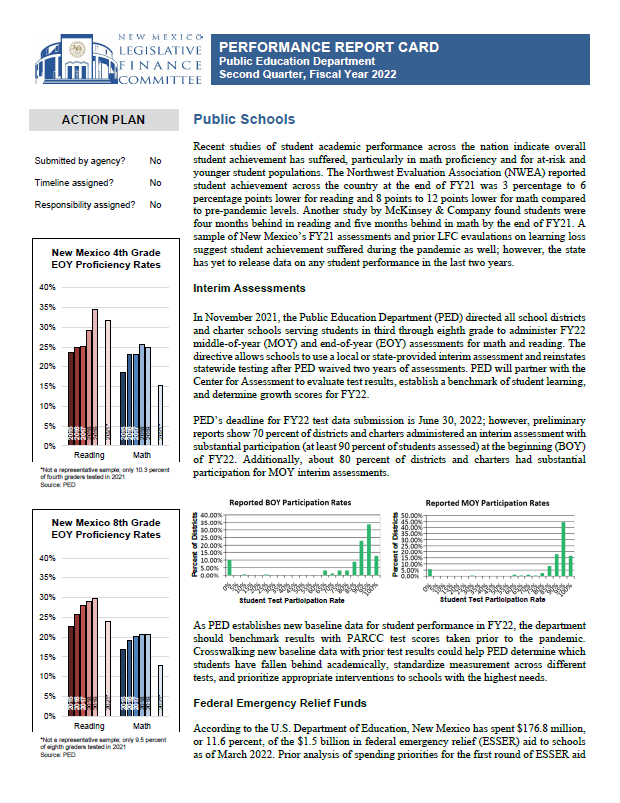 NEW MEXICO
LEGISLATIVE
FINANCE
COMMITTEE
PERFORMANCE REPORT CARD
Public Education Department
Second Quarter, Fiscal Year 2022
ACTION PLAN
Submitted by agency? No
Timeline assigned? No
Responsibility assigned? No
New Mexico 4th Grade
EOY Proficiency Rates
40%
35%
30%
25%
20%
15%
10%
5%
0%
2015
2016
2017
2018
2019
2021*
2015
2016
2017
2018
2019
2021*
Reading
Math
*Not a representative sample; only 10.3 percent
of fourth graders tested in 2021
Source: PED
New Mexico 8th Grade
EOY Proficiency Rates
40%
35%
30%
25%
20%
15%
10%
5%
0%
2015
2016
2017
2018
2019
2021*
2015
2016
2017
2018
2019
2021*
Reading
Math
*Not a representative sample; only 9.5 percent
of eighth graders tested in 2021
Source: PED
Public Schools
Recent studies of student academic performance across the nation indicate overall
student achievement has suffered, particularly in math proficiency and for at-risk and
younger student populations. The Northwest Evaluation Association (NWEA) reported
student achievement across the country at the end of FY21 was 3 percentage to 6
percentage points lower for reading and 8 points to 12 points lower for math compared
to pre-pandemic levels. Another study by McKinsey & Company found students were
four months behind in reading and five months behind in math by the end of FY21. A
sample of New Mexico's FY21 assessments and prior LFC evaulations on learning loss
suggest student achievement suffered during the pandemic as well; however, the state
has yet to release data on any student performance in the last two years.
Interim Assessments
In November 2021, the Public Education Department (PED) directed all school districts
and charter schools serving students in third through eighth grade to administer FY22
middle-of-year (MOY) and end-of-year (EOY) assessments for math and reading. The
directive allows schools to use a local or state-provided interim assessment and reinstates
statewide testing after PED waived two years of assessments. PED will partner with the
Center for Assessment to evaluate test results, establish a benchmark of student learning,
and determine growth scores for FY22.
PED's deadline for FY22 test data submission is June 30, 2022; however, preliminary
reports show 70 percent of districts and charters administered an interim assessment with
substantial participation (at least 90 percent of students assessed) at the beginning (BOY)
of FY22. Additionally, about 80 percent of districts and charters had substantial
participation for MOY interim assessments.
Reported BOY Participation Rates
Percent of Districts
40.00%
35.00%
30.00%
25.00%
20.00%
15.00%
10.00%
5.00%
0.00%
Student Test Participation Rate
Reported MOY Participation Rates
Percent of Districts
50.00%
45.00%
40.00%
35.00%
30.00%
25.00%
20.00%
15.00%
10.00%
5.00%
0.00%
Student Test Participation Rate
As PED establishes new baseline data for student performance in FY22, the department
should benchmark results with PARCC test scores taken prior to the pandemic.
Crosswalking new baseline data with prior test results could help PED determine which
students have fallen behind academically, standardize measurement across different
tests, and prioritize appropriate interventions to schools with the highest needs.
Federal Emergency Relief Funds
According to the U.S. Department of Education, New Mexico has spent $176.8 million,
or 11.6 percent, of the $1.5 billion in federal emergency relief (ESSER) aid to schools
as of March 2022. Prior analysis of spending priorities for the first round of ESSER aid